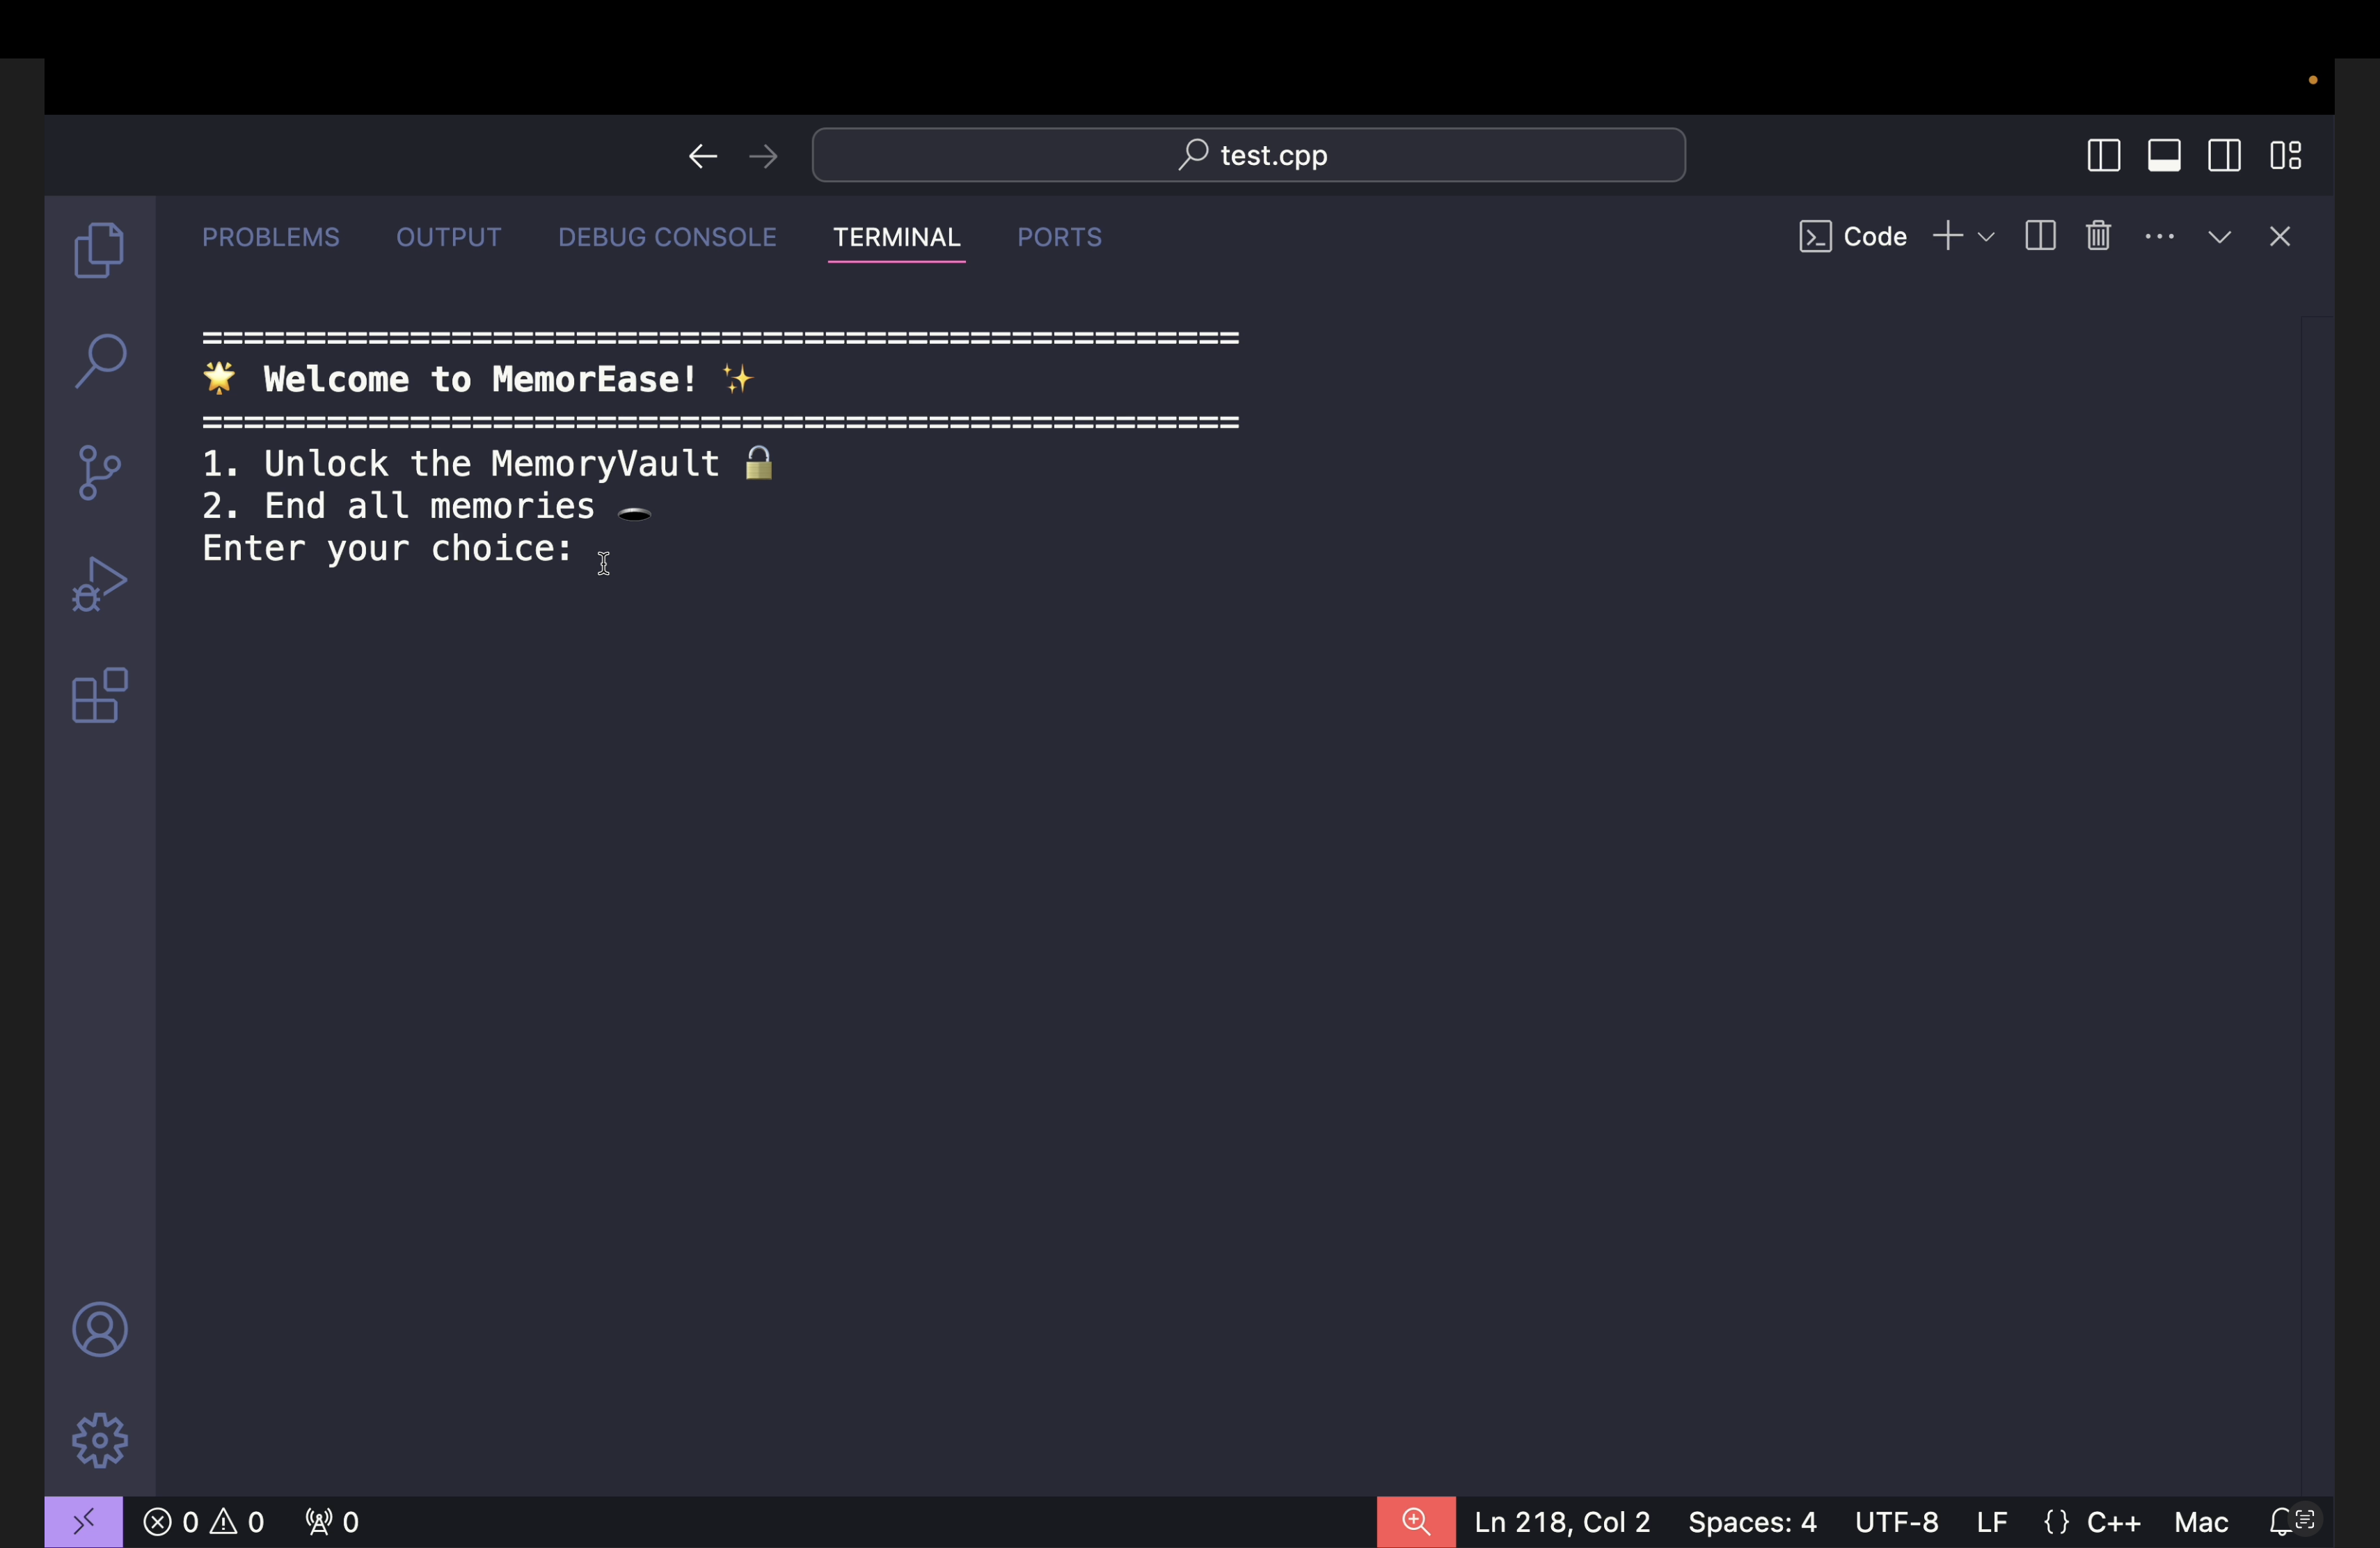 test.cpp
PROBLEMS OUTPUT DEBUG CONSOLE TERMINAL PORTS Code
==================================================
🌟 Welcome to MemorEase! ✨
==================================================
1. Unlock the MemoryVault 🔓
2. End all memories 🕳️
Enter your choice:
0 0 0 Ln 218, Col 2 Spaces: 4 UTF-8 LF {} C++ Mac